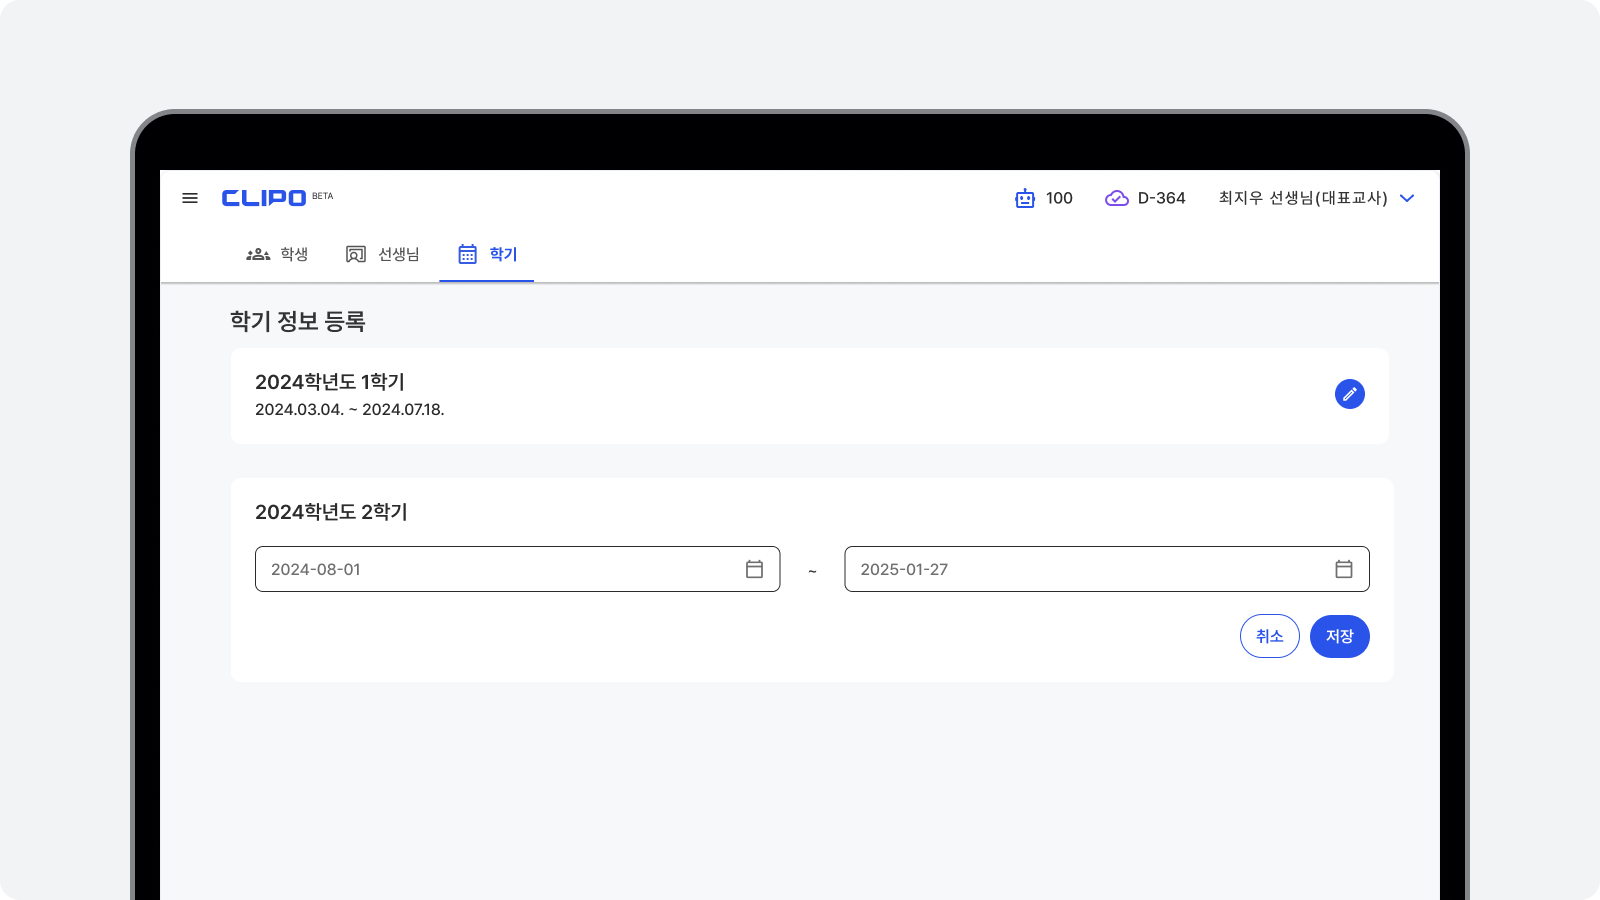 CLIPO BETA
100
D-364
최지우 선생님(대표교사)
학생
선생님
학기
학기 정보 등록
2024학년도 1학기
2024.03.04. ~ 2024.07.18.
2024학년도 2학기
2024-08-01 ~ 2025-01-27
취소
저장